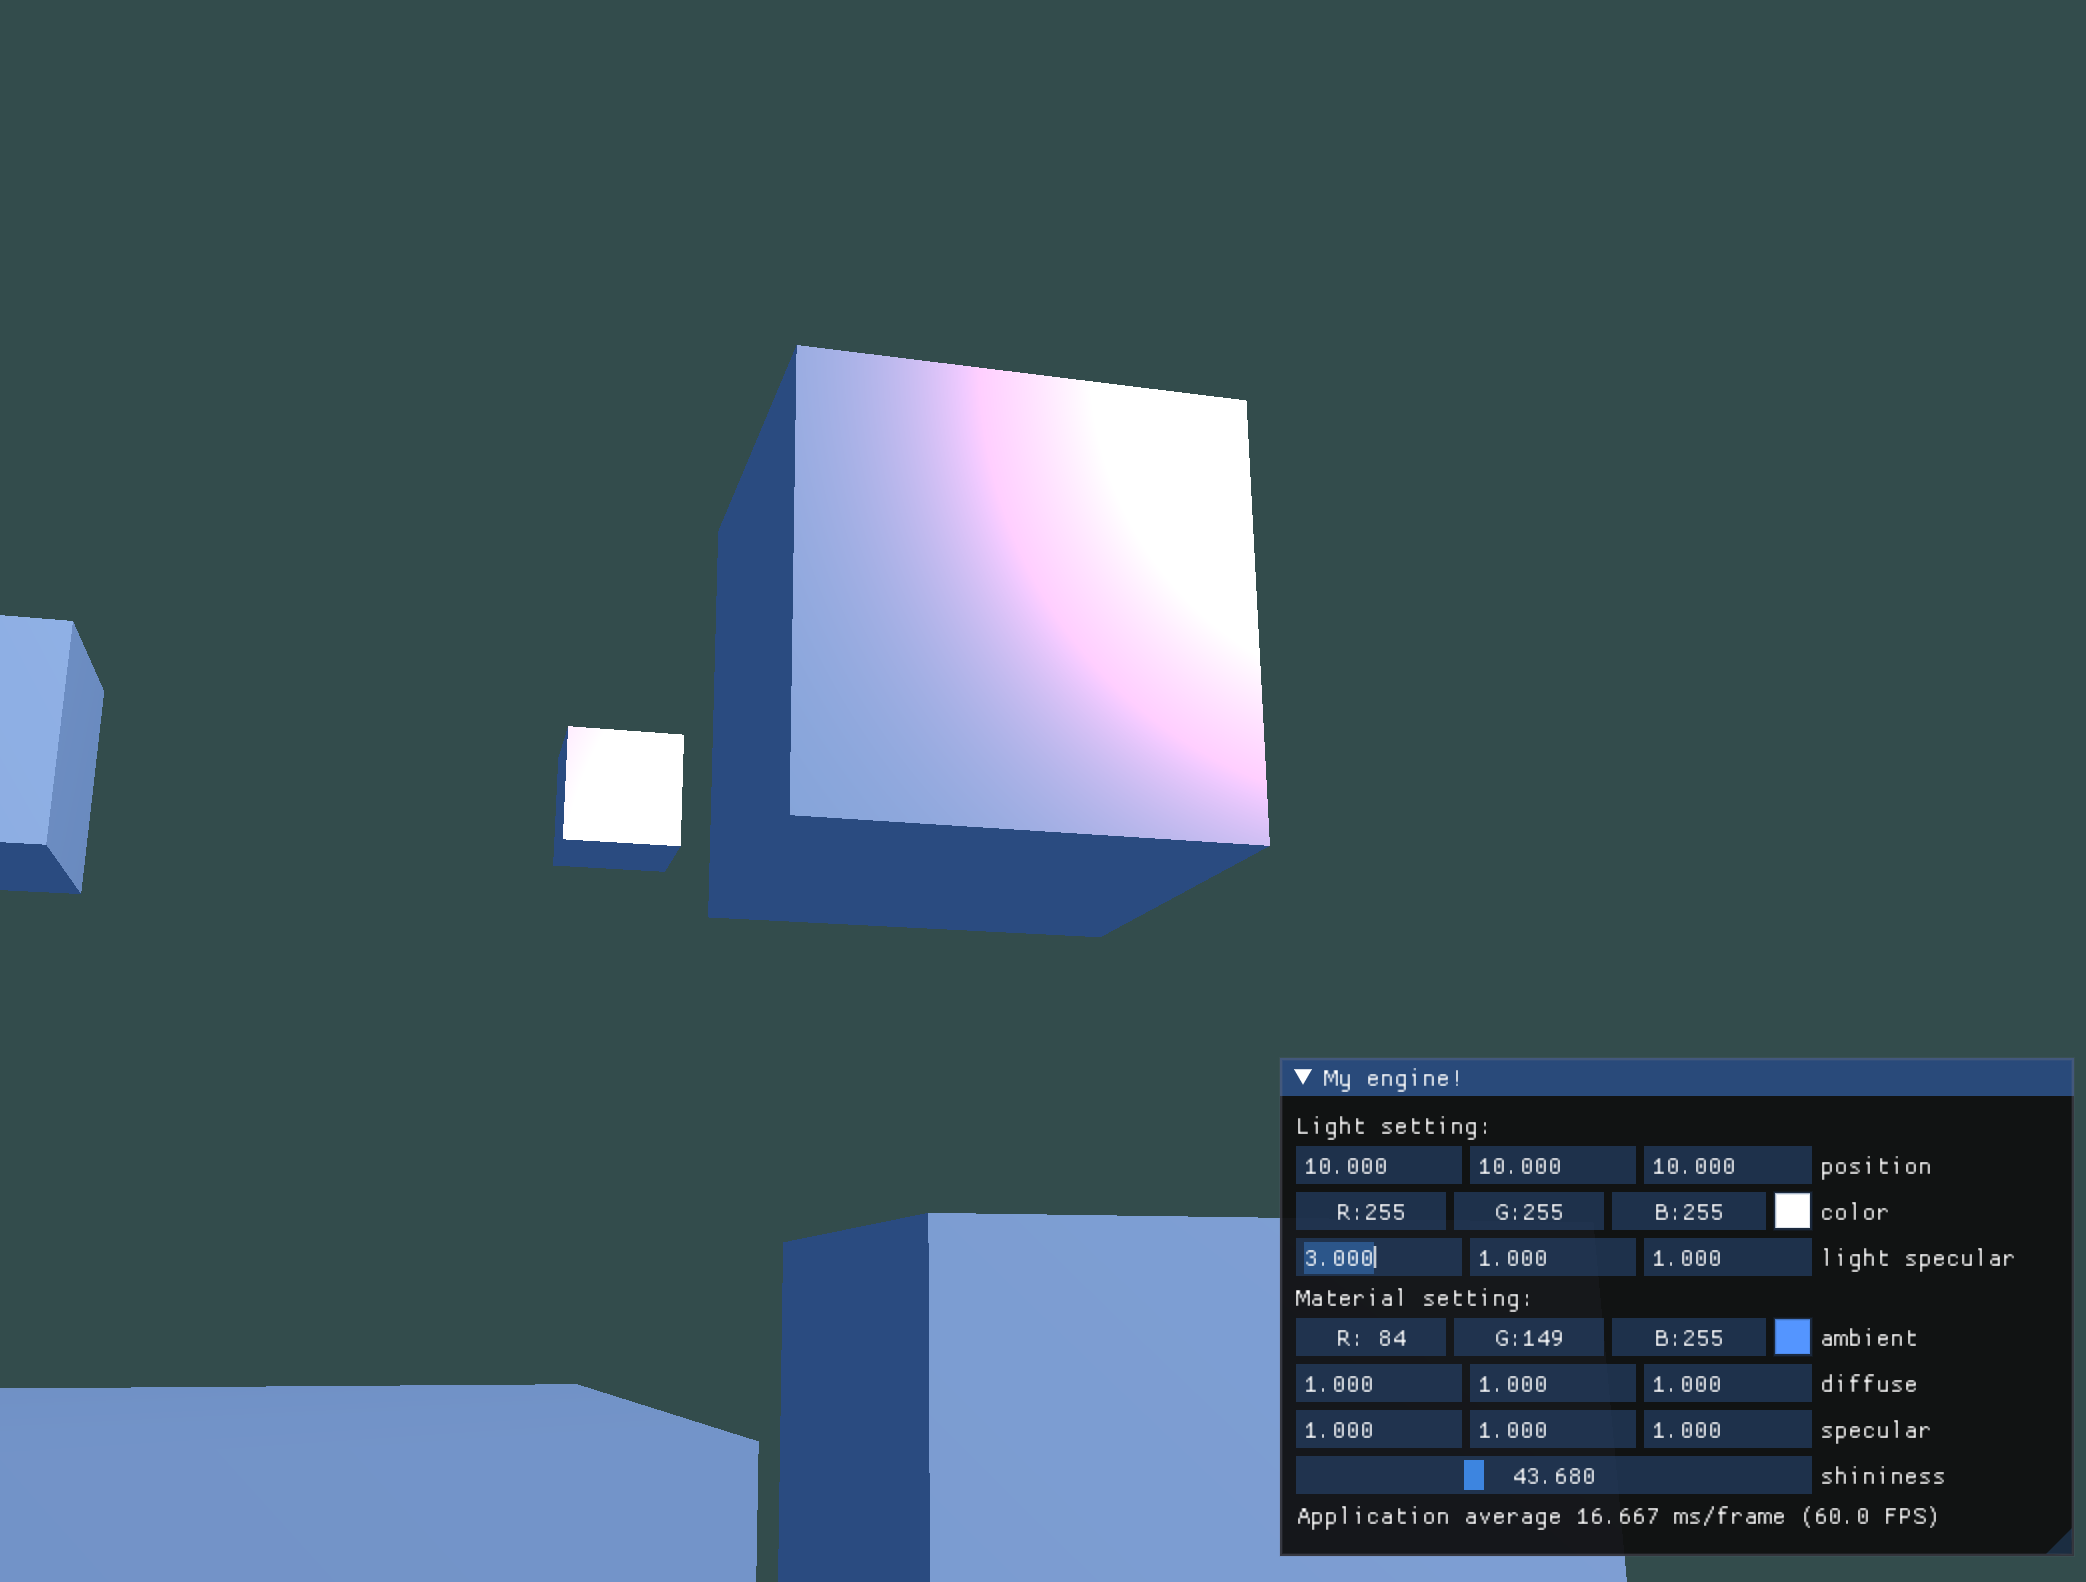 My engine!
Light setting:
10.000 10.000 10.000 position
R:255 G:255 B:255 color
3.000 1.000 1.000 light specular
Material setting:
R: 84 G:149 B:255 ambient
1.000 1.000 1.000 diffuse
1.000 1.000 1.000 specular
43.680 shininess
Application average 16.667 ms/frame (60.0 FPS)